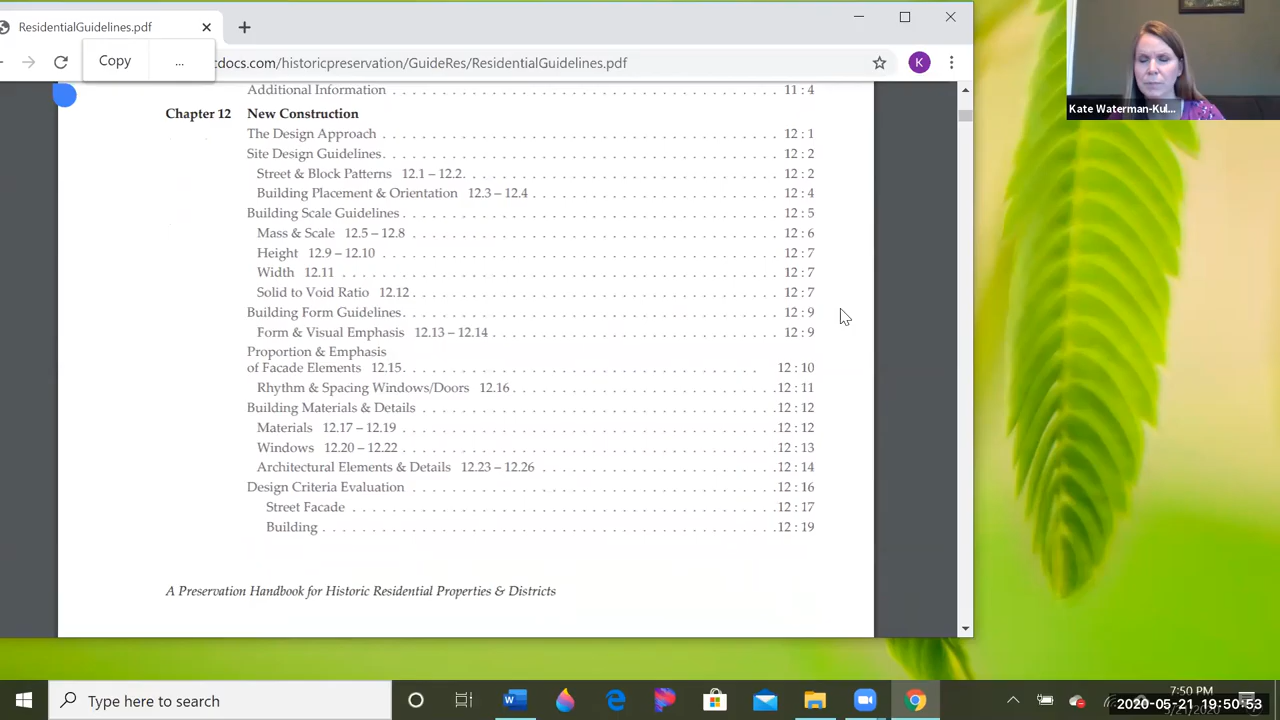 ResidentialGuidelines.pdf
Copy
...
docs.com/historicpreservation/GuideRes/ResidentialGuidelines.pdf
K
Kate Waterman-Kul...
Additional Information 11 : 4
Chapter 12 New Construction
The Design Approach 12 : 1
Site Design Guidelines 12 : 2
Street & Block Patterns 12.1 – 12.2 12 : 2
Building Placement & Orientation 12.3 – 12.4 12 : 4
Building Scale Guidelines 12 : 5
Mass & Scale 12.5 – 12.8 12 : 6
Height 12.9 – 12.10 12 : 7
Width 12.11 12 : 7
Solid to Void Ratio 12.12 12 : 7
Building Form Guidelines 12 : 9
Form & Visual Emphasis 12.13 – 12.14 12 : 9
Proportion & Emphasis
of Facade Elements 12.15 12 : 10
Rhythm & Spacing Windows/Doors 12.16 12 : 11
Building Materials & Details 12 : 12
Materials 12.17 – 12.19 12 : 12
Windows 12.20 – 12.22 12 : 13
Architectural Elements & Details 12.23 – 12.26 12 : 14
Design Criteria Evaluation 12 : 16
Street Facade 12 : 17
Building 12 : 19
A Preservation Handbook for Historic Residential Properties & Districts
Type here to search
7:50 PM
2020-05-21 19:50:53